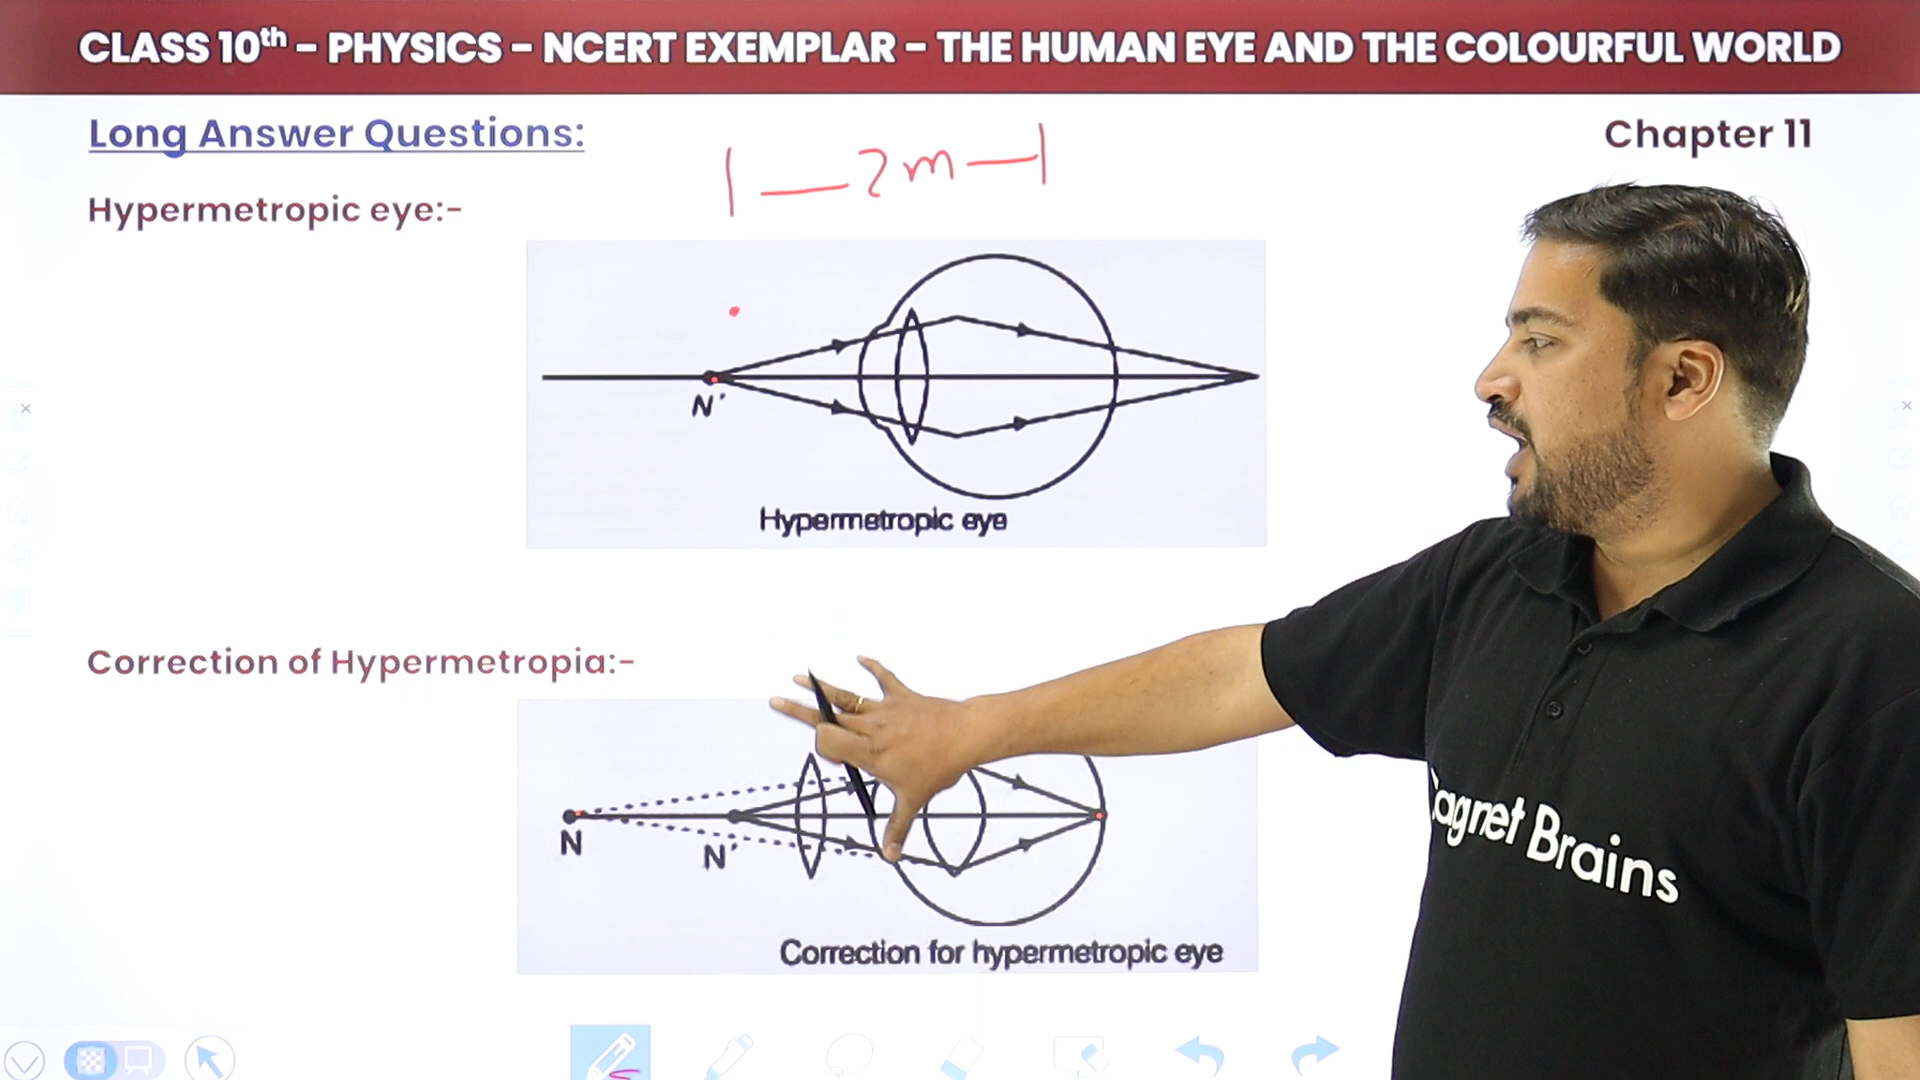 CLASS 10th – PHYSICS – NCERT EXEMPLAR – THE HUMAN EYE AND THE COLOURFUL WORLD
Long Answer Questions:
Chapter 11
2m
Hypermetropic eye:-
N'
Hypermetropic eye
Correction of Hypermetropia:-
N
N'
Correction for hypermetropic eye
agnet Brains